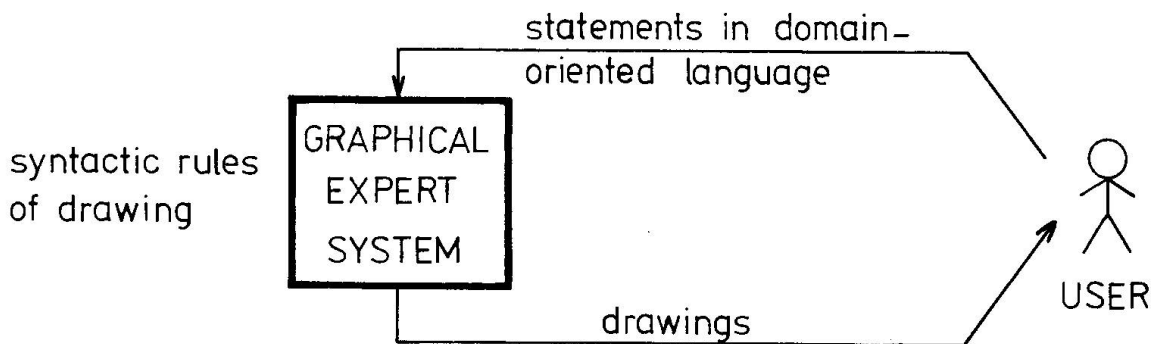 statements in domain-
oriented language
GRAPHICAL
EXPERT
SYSTEM
syntactic rules
of drawing
USER
drawings